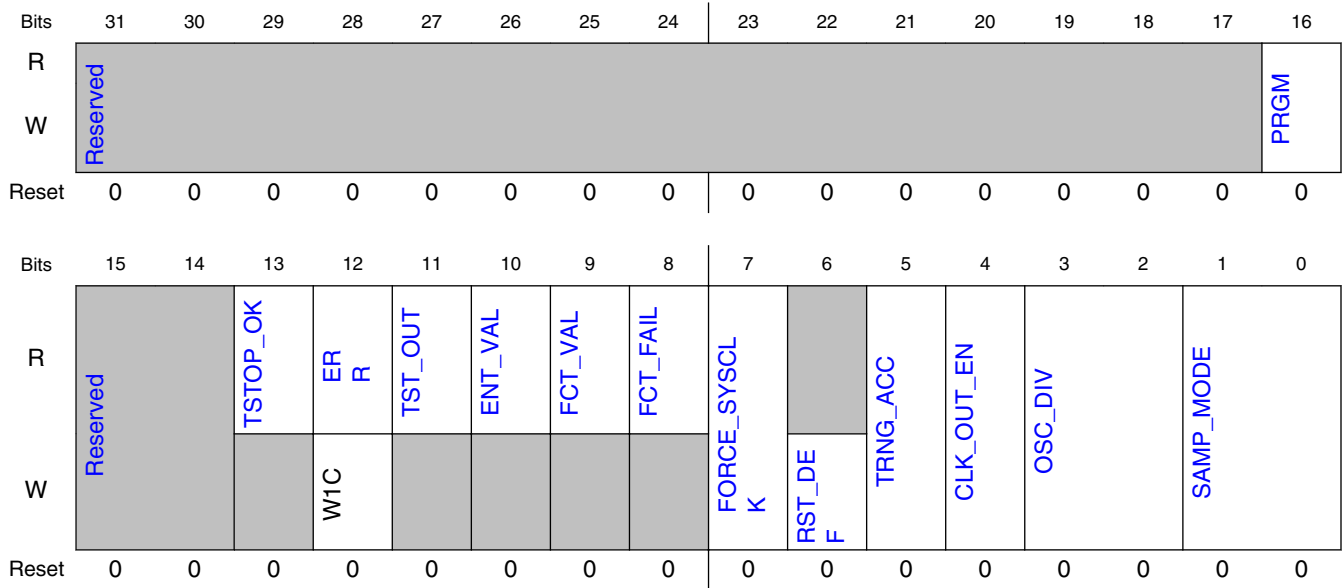 Bits 31 30 29 28 27 26 25 24 23 22 21 20 19 18 17 16
R
W
Reserved
PRGM
Reset 0 0 0 0 0 0 0 0 0 0 0 0 0 0 0 0
Bits 15 14 13 12 11 10 9 8 7 6 5 4 3 2 1 0
R
W
Reserved
TSTOP_OK
ER
R
W1C
TST_OUT
ENT_VAL
FCT_VAL
FCT_FAIL
FORCE_SYSCL
K
RST_DE
F
TRNG_ACC
CLK_OUT_EN
OSC_DIV
SAMP_MODE
Reset 0 0 0 0 0 0 0 0 0 0 0 0 0 0 0 0